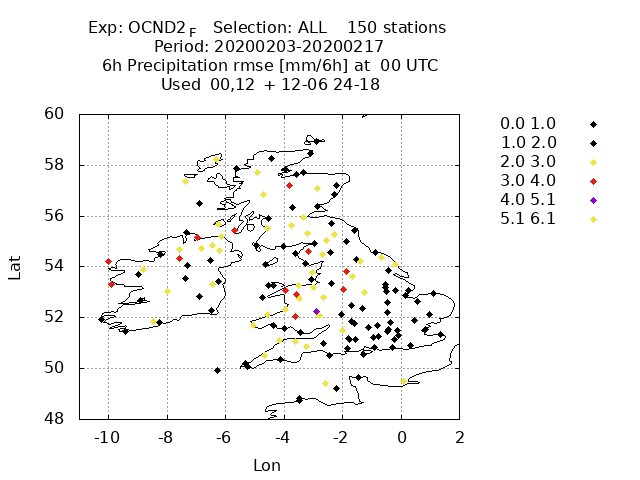 Exp: OCND2 F Selection: ALL 150 stations
Period: 20200203-20200217
6h Precipitation rmse [mm/6h] at 00 UTC
Used 00,12 + 12-06 24-18
0.0 1.0
1.0 2.0
2.0 3.0
3.0 4.0
4.0 5.1
5.1 6.1
60
58
56
54
52
50
48
Lat
-10 -8 -6 -4 -2 0 2
Lon